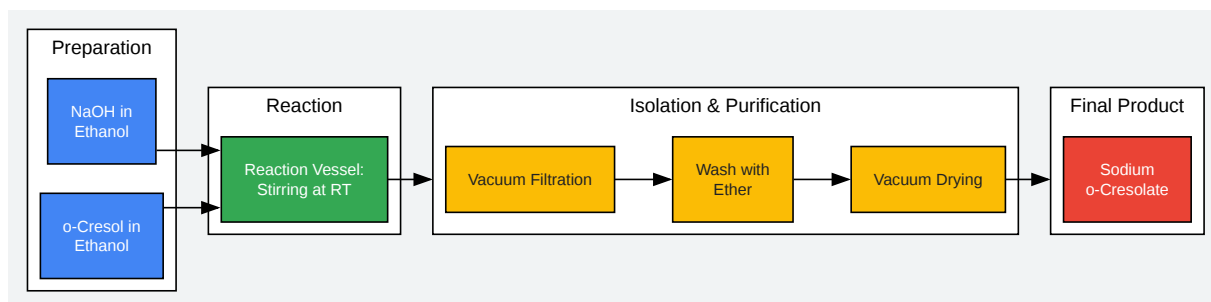 Preparation
NaOH in
Ethanol
o-Cresol in
Ethanol
Reaction
Reaction Vessel:
Stirring at RT
Isolation & Purification
Vacuum Filtration
Wash with
Ether
Vacuum Drying
Final Product
Sodium
o-Cresolate